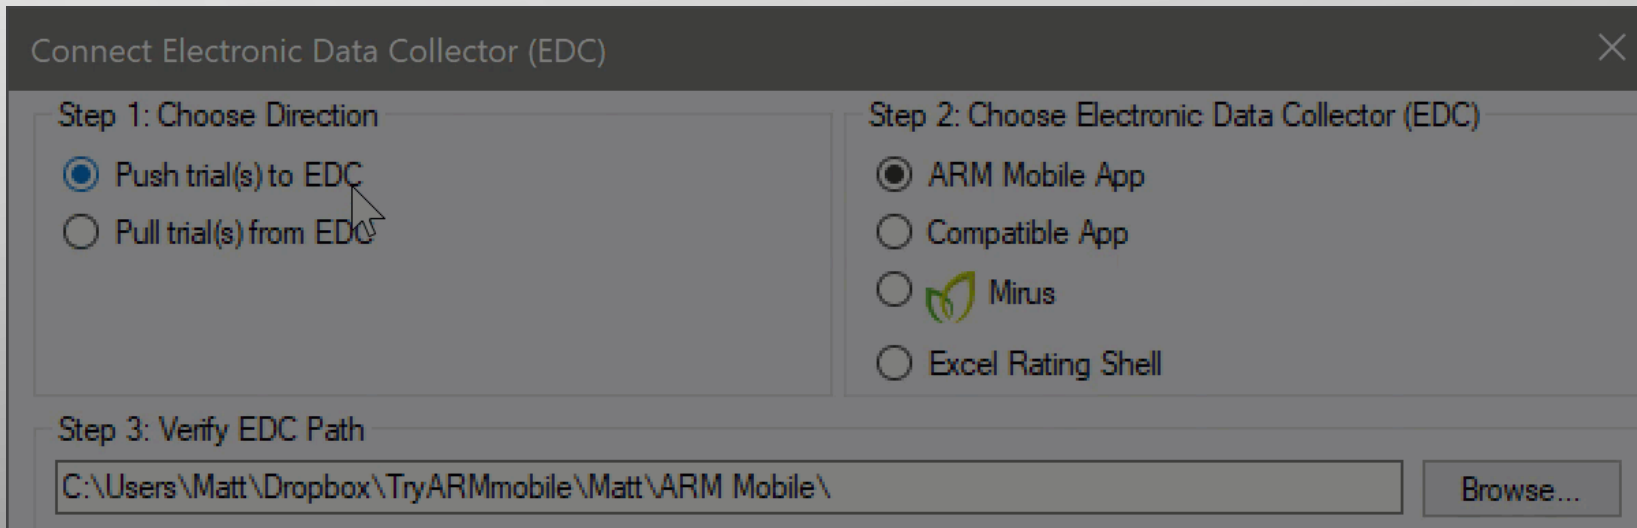 Connect Electronic Data Collector (EDC)
Step 1: Choose Direction
Push trial(s) to EDC
Pull trial(s) from EDC
Step 2: Choose Electronic Data Collector (EDC)
ARM Mobile App
Compatible App
Mirus
Excel Rating Shell
Step 3: Verify EDC Path
C:\Users\Matt\Dropbox\TryARMmobile\Matt\ARM Mobile\
Browse...